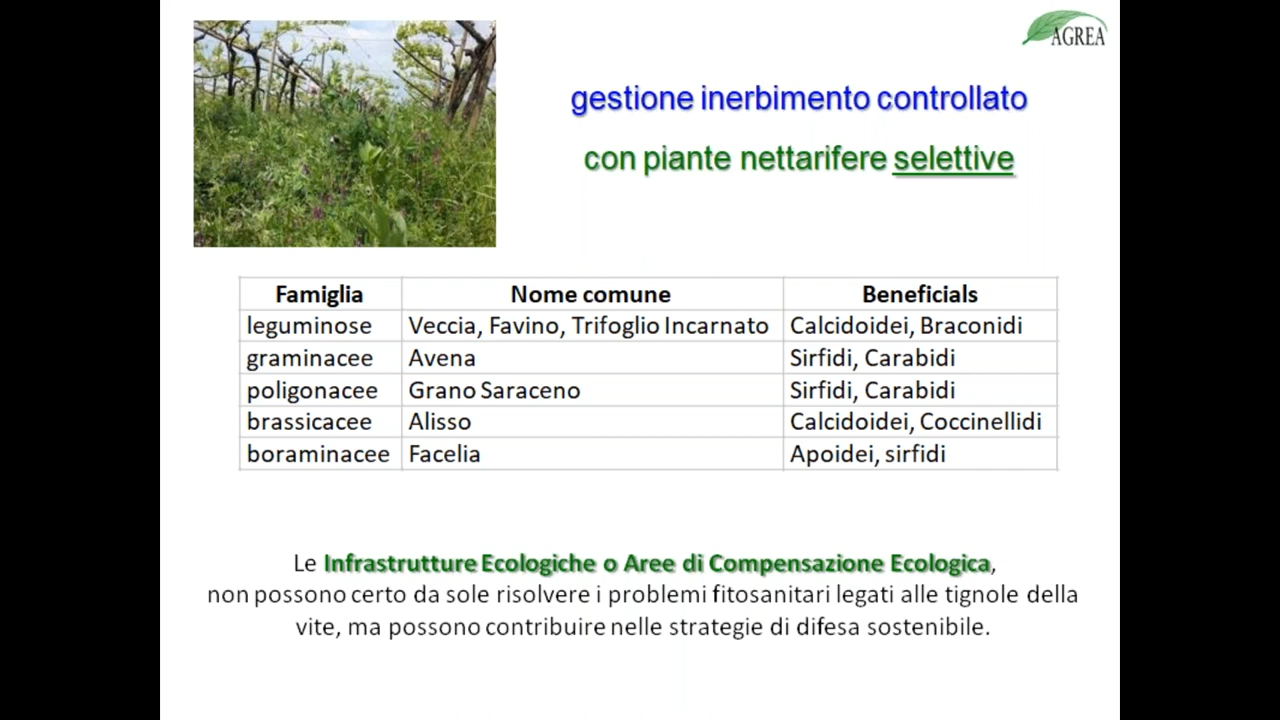 AGREA
gestione inerbimento controllato
con piante nettarifere selettive
Famiglia Nome comune Beneficials
leguminose Veccia, Favino, Trifoglio Incarnato Calcidoidei, Braconidi
graminacee Avena Sirfidi, Carabidi
poligonacee Grano Saraceno Sirfidi, Carabidi
brassicacee Alisso Calcidoidei, Coccinellidi
boraminacee Facelia Apoidei, sirfidi
Le Infrastrutture Ecologiche o Aree di Compensazione Ecologica,
non possono certo da sole risolvere i problemi fitosanitari legati alle tignole della
vite, ma possono contribuire nelle strategie di difesa sostenibile.